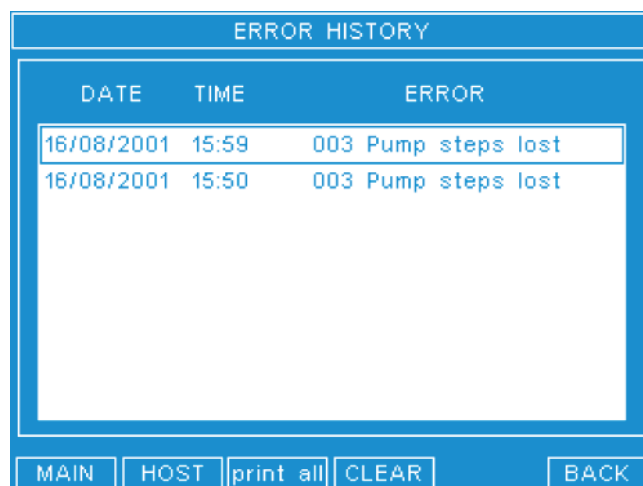 ERROR HISTORY
DATE TIME ERROR
16/08/2001 15:59 003 Pump steps lost
16/08/2001 15:50 003 Pump steps lost
MAIN HOST print all CLEAR BACK